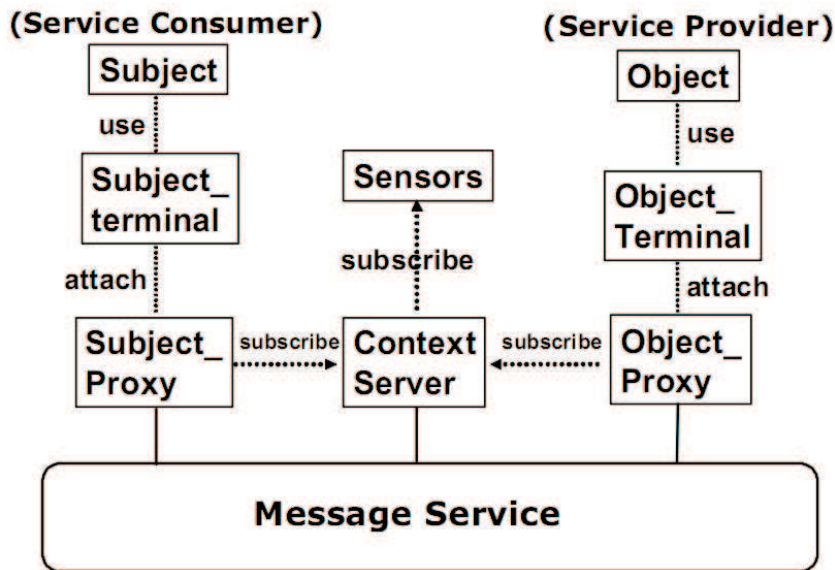 (Service Consumer)
(Service Provider)
Subject
Object
use
use
Subject_
terminal
Sensors
Object_
Terminal
subscribe
attach
attach
Subject_
Proxy
subscribe
Context
Server
subscribe
Object_
Proxy
Message Service